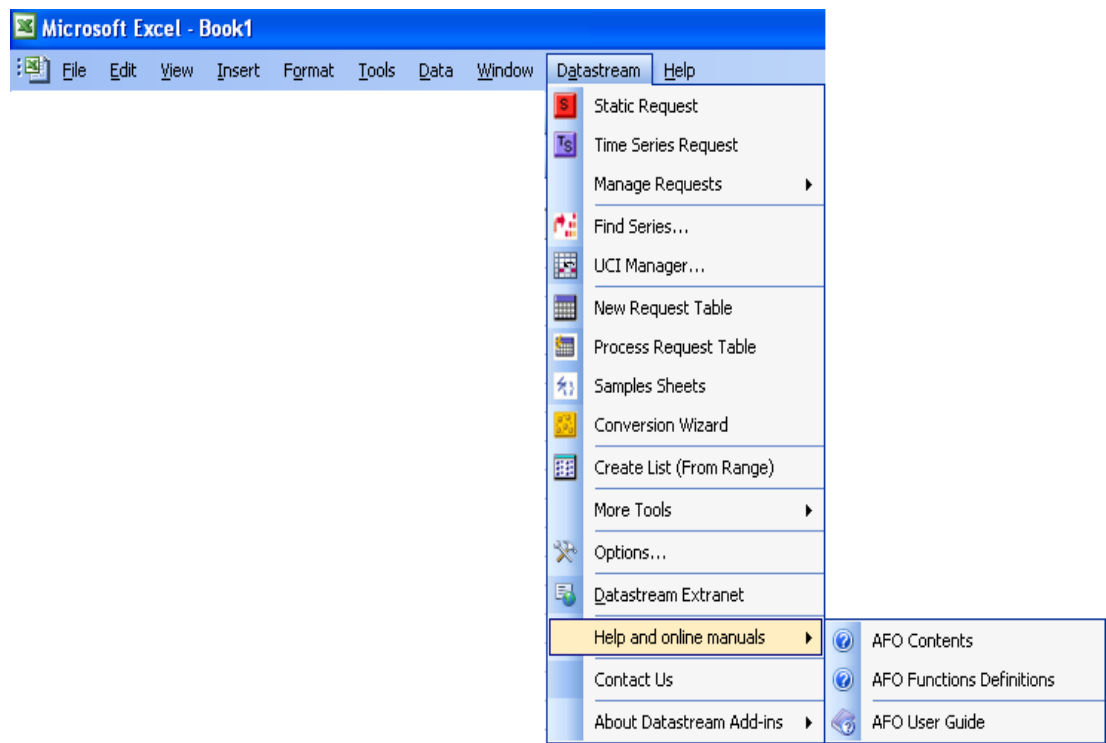 Microsoft Excel - Book1
File Edit View Insert Format Tools Data Window Datastream Help
S Static Request
TS Time Series Request
Manage Requests
Find Series...
UCI Manager...
New Request Table
Process Request Table
Samples Sheets
Conversion Wizard
Create List (From Range)
More Tools
Options...
Datastream Extranet
Help and online manuals
AFO Contents
AFO Functions Definitions
Contact Us
About Datastream Add-ins
AFO User Guide